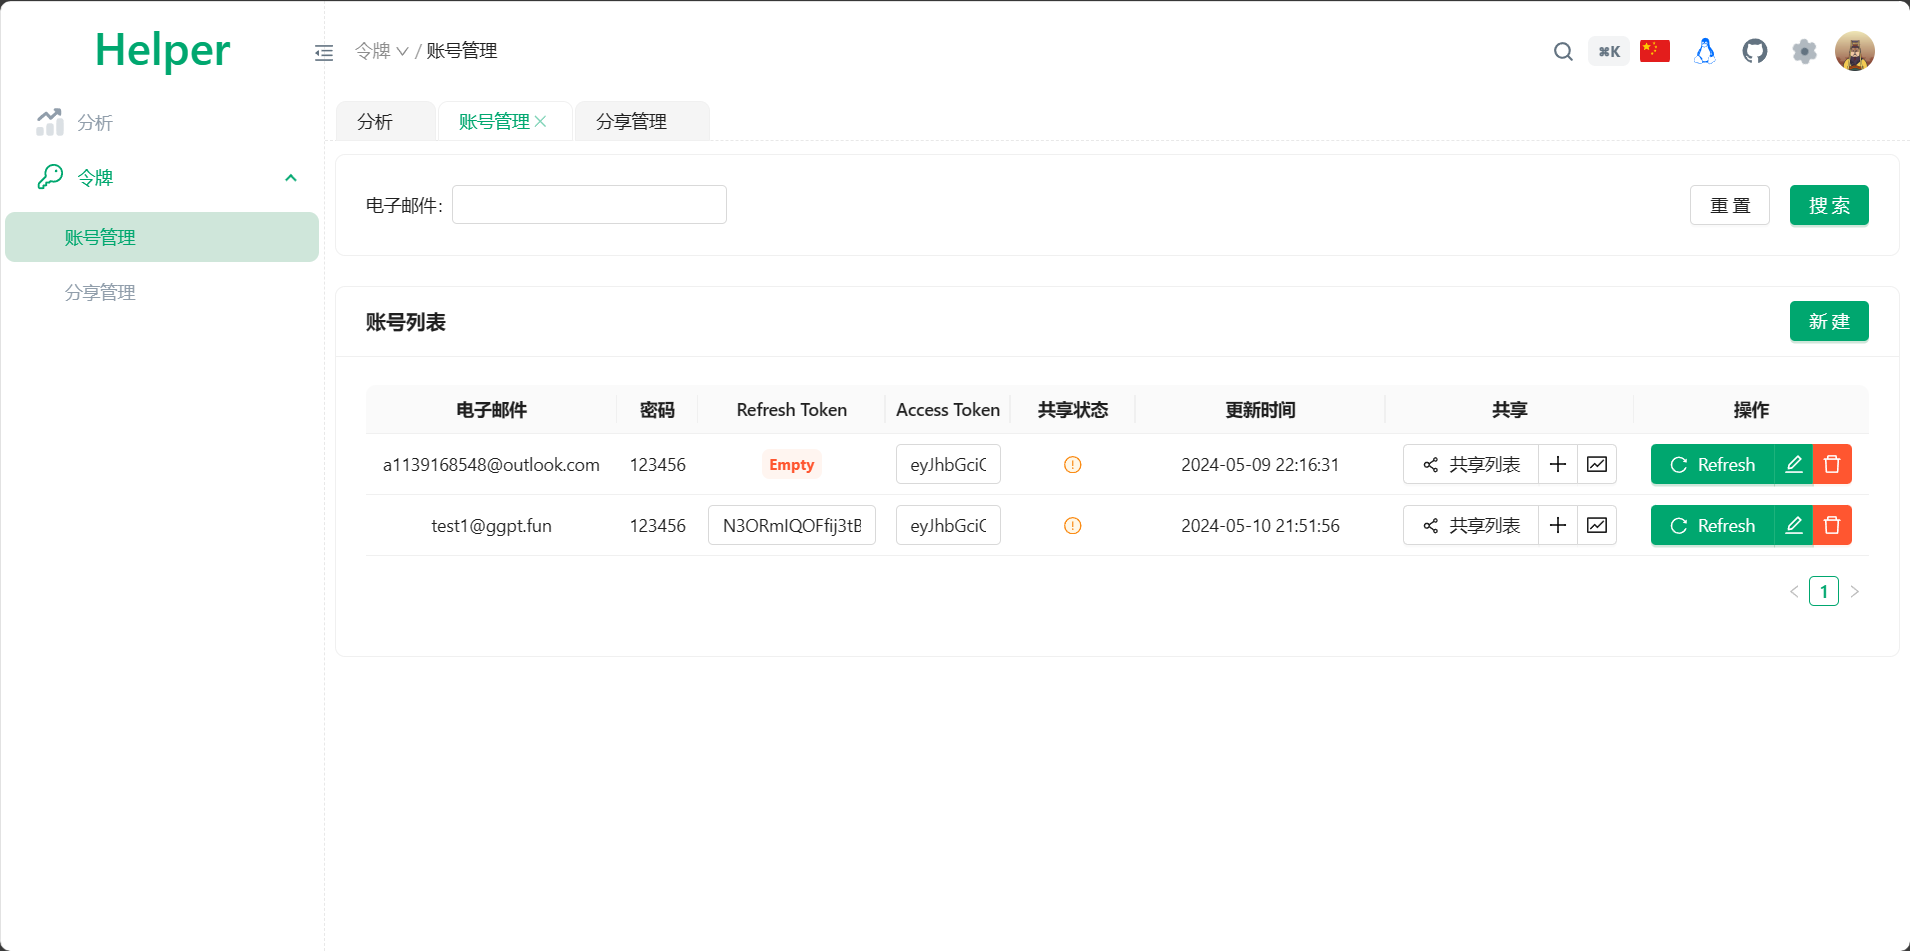 Helper
令牌 / 账号管理
⌘K
分析
令牌
账号管理
分享管理
分析
账号管理
分享管理
电子邮件:
重 置
搜 索
账号列表
新 建
电子邮件 密码 Refresh Token Access Token 共享状态 更新时间 共享 操作
a1139168548@outlook.com 123456 Empty eyJhbGciC 2024-05-09 22:16:31 共享列表 Refresh
test1@ggpt.fun 123456 N3ORmIQOFfij3tB eyJhbGciC 2024-05-10 21:51:56 共享列表 Refresh
1